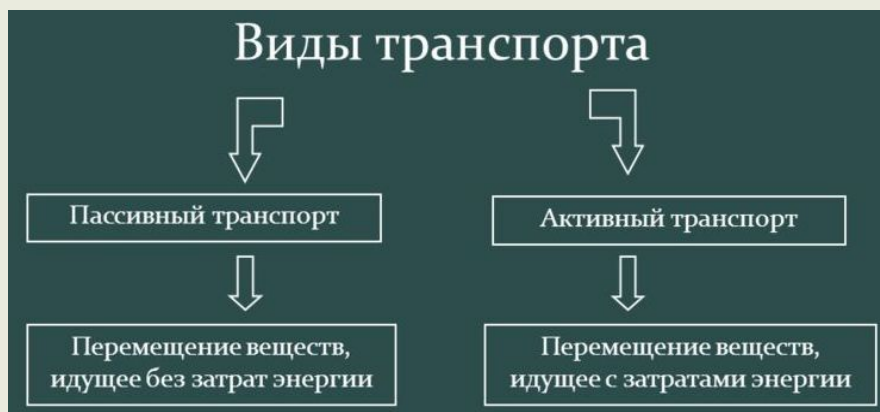 Виды транспорта
Пассивный транспорт
Активный транспорт
Перемещение веществ,
идущее без затрат энергии
Перемещение веществ,
идущее с затратами энергии